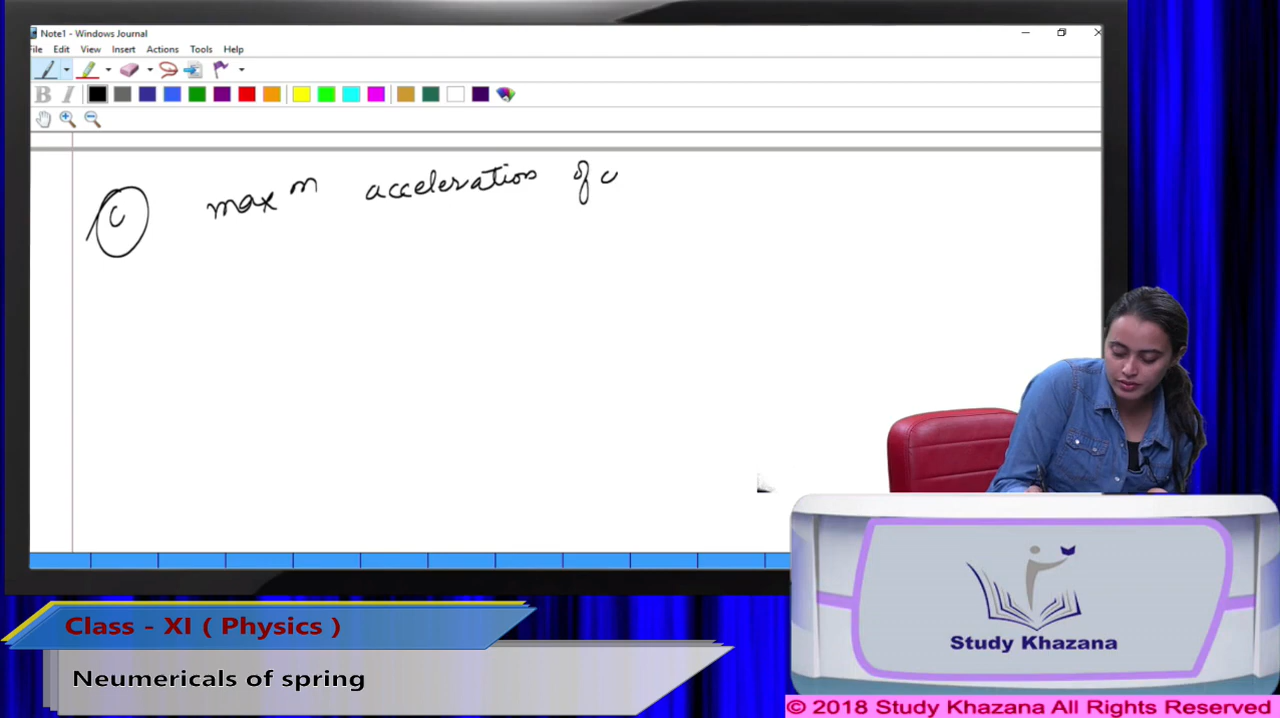 Note1 - Windows Journal
File Edit View Insert Actions Tools Help
B I
c max^m acceleration of c
Study Khazana
Class - XI ( Physics )
Neumericals of spring
© 2018 Study Khazana All Rights Reserved